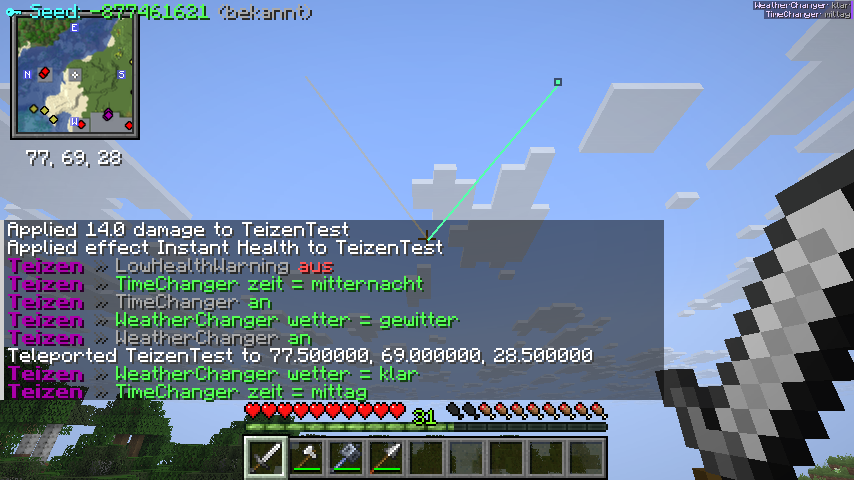 Seed: -877461621 (bekannt)
WeatherChanger klar
TimeChanger mittag
E
N
S
W
77, 69, 28
Applied 14.0 damage to TeizenTest
Applied effect Instant Health to TeizenTest
Teizen » LowHealthWarning aus
Teizen » TimeChanger zeit = mitternacht
Teizen » TimeChanger an
Teizen » WeatherChanger wetter = gewitter
Teizen » WeatherChanger an
Teleported TeizenTest to 77.500000, 69.000000, 28.500000
Teizen » WeatherChanger wetter = klar
Teizen » TimeChanger zeit = mittag
31